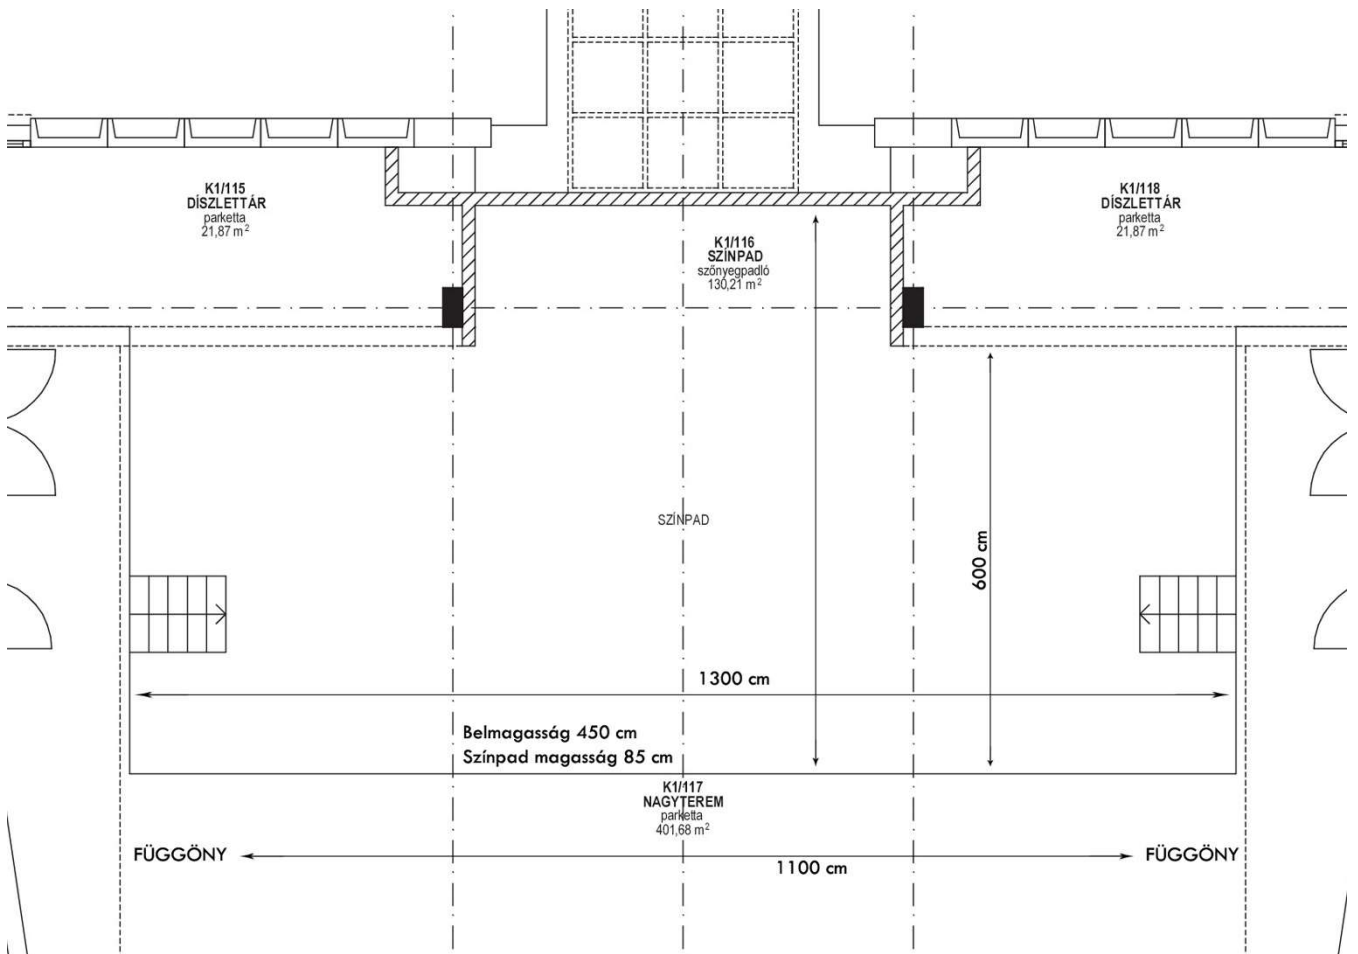 K1/115
DÍSZLETTÁR
parketta
21,87 m²
K1/118
DÍSZLETTÁR
parketta
21,87 m²
K1/116
SZÍNPAD
szőnyegpadló
130,21 m²
SZÍNPAD
600 cm
1300 cm
Belmagasság 450 cm
Színpad magasság 85 cm
K1/117
NAGYTEREM
parketta
401,68 m²
FÜGGÖNY
1100 cm
FÜGGÖNY